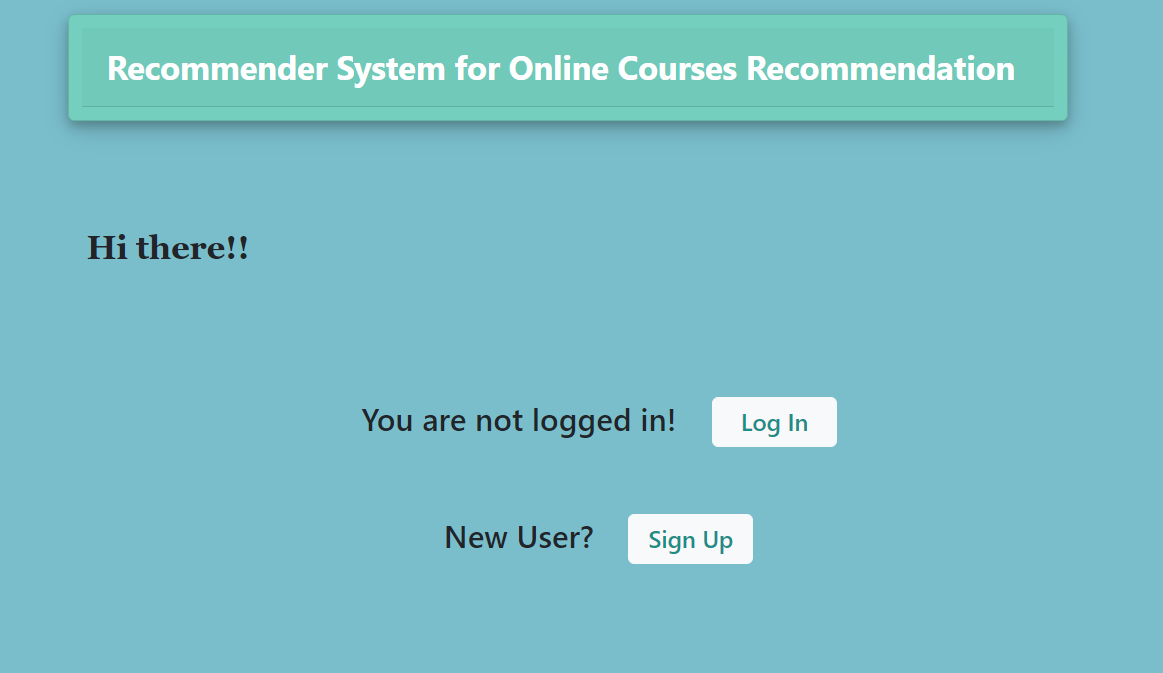 Recommender System for Online Courses Recommendation
Hi there!!
You are not logged in! Log In
New User? Sign Up